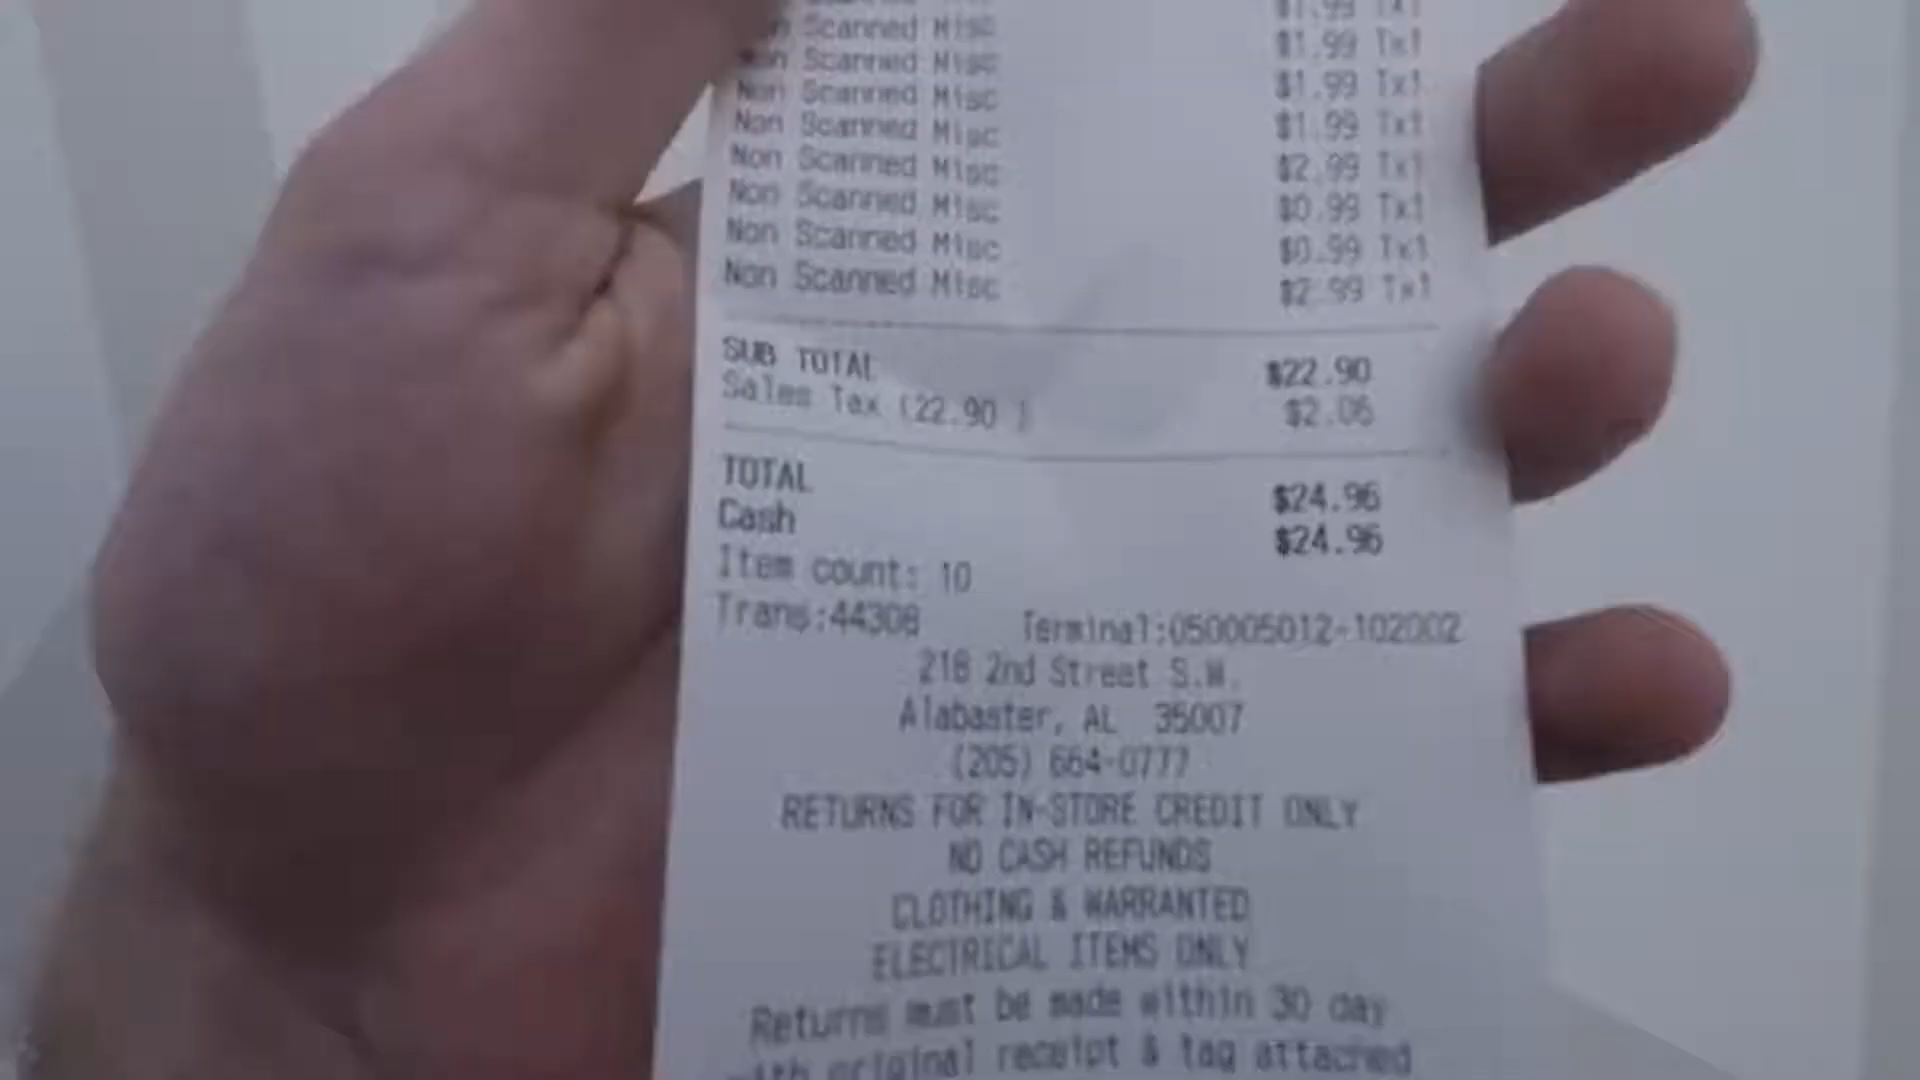 Scanned Misc $1.99 Tx1
Non Scanned Misc $1.99 Tx1
Non Scanned Misc $1.99 Tx1
Non Scanned Misc $1.99 Tx1
Non Scanned Misc $2.99 Tx1
Non Scanned Misc $0.99 Tx1
Non Scanned Misc $0.99 Tx1
Non Scanned Misc $2.99 Tx1
SUB TOTAL $22.90
Sales Tax (22.90 ) $2.06
TOTAL $24.96
Cash $24.96
Item count: 10
Trans:44308 Terminal:050005012-102002
218 2nd Street S.W.
Alabaster, AL 35007
(205) 664-0777
RETURNS FOR IN-STORE CREDIT ONLY
NO CASH REFUNDS
CLOTHING & WARRANTED
ELECTRICAL ITEMS ONLY
Returns must be made within 30 day
original receipt & tag attached